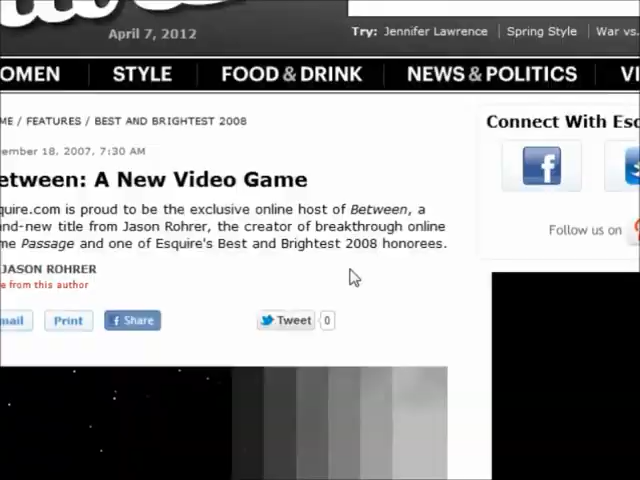 April 7, 2012
Try: Jennifer Lawrence Spring Style War vs.
OMEN STYLE FOOD & DRINK NEWS & POLITICS VI
ME / FEATURES / BEST AND BRIGHTEST 2008
ember 18, 2007, 7:30 AM
etween: A New Video Game
quire.com is proud to be the exclusive online host of Between, a
nd-new title from Jason Rohrer, the creator of breakthrough online
me Passage and one of Esquire's Best and Brightest 2008 honorees.
JASON ROHRER
e from this author
mail Print Share Tweet 0
Connect With Esq
Follow us on